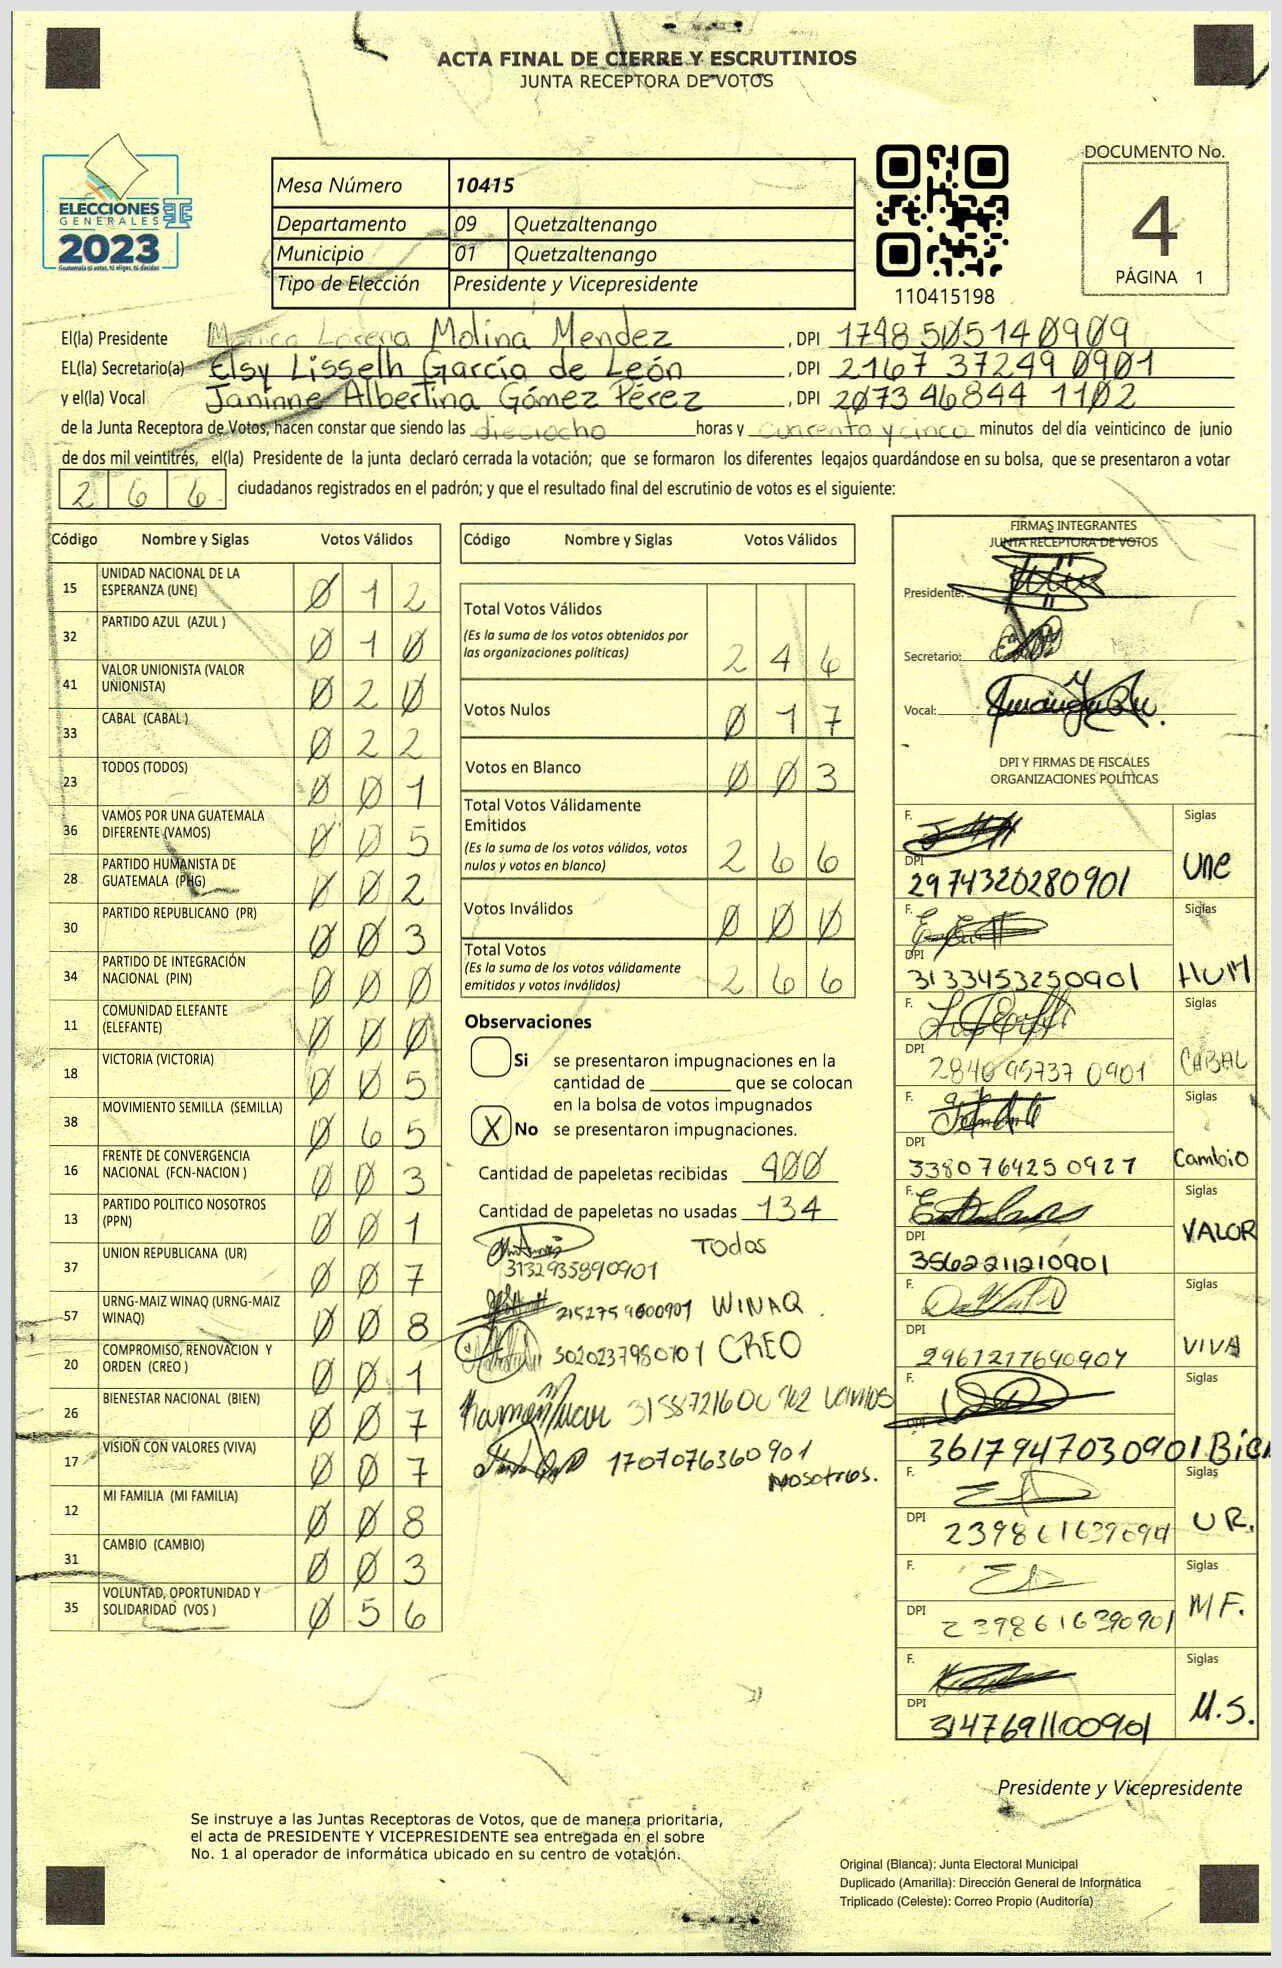 ACTA FINAL DE CIERRE Y ESCRUTINIOS
JUNTA RECEPTORA DE VOTOS
ELECCIONES
GENERALES
2023
Guatemala tú votas, tú eliges, tú decides
TSE
Mesa Número 10415
Departamento 09 Quetzaltenango
Municipio 01 Quetzaltenango
Tipo de Elección Presidente y Vicepresidente
110415198
DOCUMENTO No.
4
PÁGINA 1
El(la) Presidente Lorena Molina Mendez, DPI 1748 50514 0909
EL(la) Secretario(a) Elsy Lisseth García de León, DPI 2167 37249 0901
y el(la) Vocal Janinne Albertina Gómez Pérez, DPI 2073 46844 1102
de la Junta Receptora de Votos, hacen constar que siendo las dieciocho horas y cuarenta y cinco minutos del día veinticinco de junio
de dos mil veintitrés, el(la) Presidente de la junta declaró cerrada la votación; que se formaron los diferentes legajos guardándose en su bolsa, que se presentaron a votar
266 ciudadanos registrados en el padrón; y que el resultado final del escrutinio de votos es el siguiente:
Código Nombre y Siglas Votos Válidos
15 UNIDAD NACIONAL DE LA ESPERANZA (UNE) 0 1 2
32 PARTIDO AZUL (AZUL ) 0 1 0
41 VALOR UNIONISTA (VALOR UNIONISTA) 0 2 0
33 CABAL (CABAL ) 0 2 2
23 TODOS (TODOS) 0 0 1
36 VAMOS POR UNA GUATEMALA DIFERENTE (VAMOS) 0 0 5
28 PARTIDO HUMANISTA DE GUATEMALA (PHG) 0 0 2
30 PARTIDO REPUBLICANO (PR) 0 0 3
34 PARTIDO DE INTEGRACIÓN NACIONAL (PIN) 0 0 0
11 COMUNIDAD ELEFANTE (ELEFANTE) 0 0 0
18 VICTORIA (VICTORIA) 0 0 5
38 MOVIMIENTO SEMILLA (SEMILLA) 0 6 5
16 FRENTE DE CONVERGENCIA NACIONAL (FCN-NACION ) 0 0 3
13 PARTIDO POLITICO NOSOTROS (PPN) 0 0 1
37 UNION REPUBLICANA (UR) 0 0 7
57 URNG-MAIZ WINAQ (URNG-MAIZ WINAQ) 0 0 8
20 COMPROMISO, RENOVACION Y ORDEN (CREO ) 0 0 1
26 BIENESTAR NACIONAL (BIEN) 0 0 7
17 VISION CON VALORES (VIVA) 0 0 7
12 MI FAMILIA (MI FAMILIA) 0 0 8
31 CAMBIO (CAMBIO) 0 0 3
35 VOLUNTAD, OPORTUNIDAD Y SOLIDARIDAD (VOS ) 0 5 6
Código Nombre y Siglas Votos Válidos
Total Votos Válidos
(Es la suma de los votos obtenidos por
las organizaciones políticas) 2 4 6
Votos Nulos 0 1 7
Votos en Blanco 0 0 3
Total Votos Válidamente
Emitidos
(Es la suma de los votos válidos, votos
nulos y votos en blanco) 2 6 6
Votos Inválidos 0 0 0
Total Votos
(Es la suma de los votos válidamente
emitidos y votos inválidos) 2 6 6
Observaciones
Si se presentaron impugnaciones en la
cantidad de ________ que se colocan
en la bolsa de votos impugnados
X No se presentaron impugnaciones.
Cantidad de papeletas recibidas 400
Cantidad de papeletas no usadas 134
Todos
3132935890901
WINAQ
CREO
Vamos
1707076360901
Nosotros.
FIRMAS INTEGRANTES
JUNTA RECEPTORA DE VOTOS
Presidente:
Secretario:
Vocal:
DPI Y FIRMAS DE FISCALES
ORGANIZACIONES POLÍTICAS
F. Siglas
DPI 2974320280901 Une
F. Siglas
DPI 3133453250901 HUM
F. Siglas
DPI 2840 95737 0901 CABAL
F. Siglas
DPI 3380 76425 0927 Cambio
F. Siglas
DPI 3562211210901 VALOR
F. Siglas
DPI 2961217690904 VIVA
F. Siglas
DPI 3617947030901 Bien
F. Siglas
DPI U R.
F. Siglas
DPI 2398616390901 M F.
F. Siglas
DPI 3147691100901 M.S.
Presidente y Vicepresidente
Se instruye a las Juntas Receptoras de Votos, que de manera prioritaria,
el acta de PRESIDENTE Y VICEPRESIDENTE sea entregada en el sobre
No. 1 al operador de informática ubicado en su centro de votación.
Original (Blanca): Junta Electoral Municipal
Duplicado (Amarilla): Dirección General de Informática
Triplicado (Celeste): Correo Propio (Auditoría)